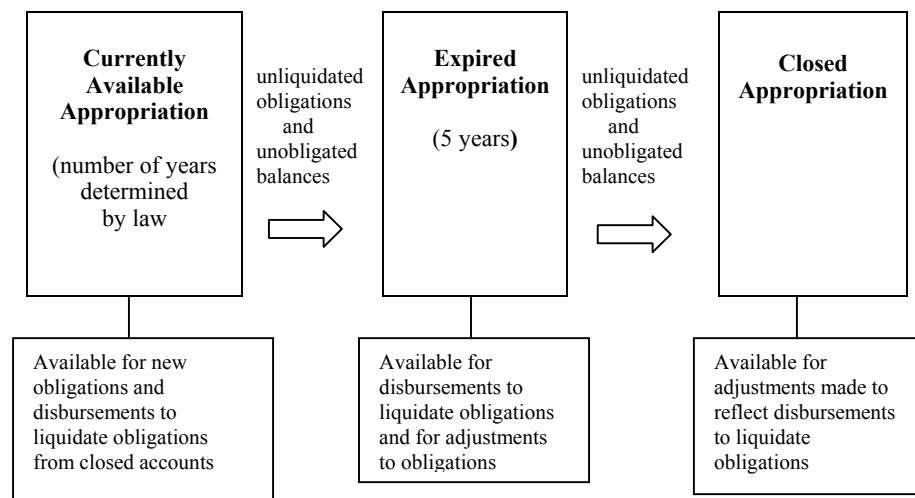 Currently
Available
Appropriation
(number of years
determined
by law
unliquidated
obligations
and
unobligated
balances
Expired
Appropriation
(5 years)
unliquidated
obligations
and
unobligated
balances
Closed
Appropriation
Available for new
obligations and
disbursements to
liquidate obligations
from closed accounts
Available for
disbursements to
liquidate obligations
and for adjustments
to obligations
Available for
adjustments made to
reflect disbursements
to liquidate
obligations